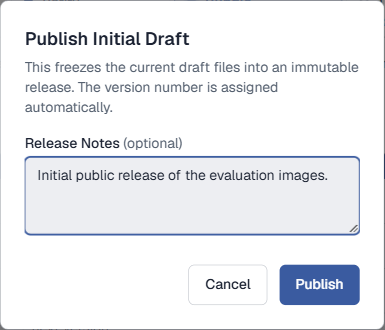 Publish Initial Draft
This freezes the current draft files into an immutable
release. The version number is assigned
automatically.
Release Notes (optional)
Initial public release of the evaluation images.
Cancel
Publish